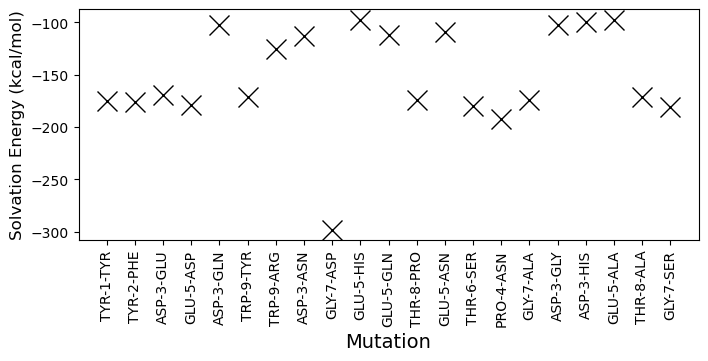 Solvation Energy (kcal/mol)
−100
−150
−200
−250
−300
TYR-1-TYR
TYR-2-PHE
ASP-3-GLU
GLU-5-ASP
ASP-3-GLN
TRP-9-TYR
TRP-9-ARG
ASP-3-ASN
GLY-7-ASP
GLU-5-HIS
GLU-5-GLN
THR-8-PRO
GLU-5-ASN
THR-6-SER
PRO-4-ASN
GLY-7-ALA
ASP-3-GLY
ASP-3-HIS
GLU-5-ALA
THR-8-ALA
GLY-7-SER
Mutation